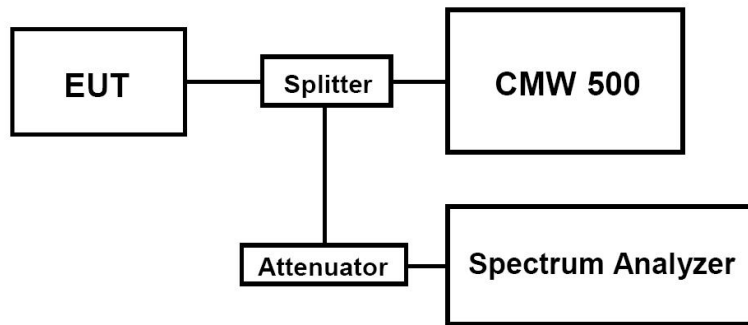 EUT
Splitter
CMW 500
Attenuator
Spectrum Analyzer